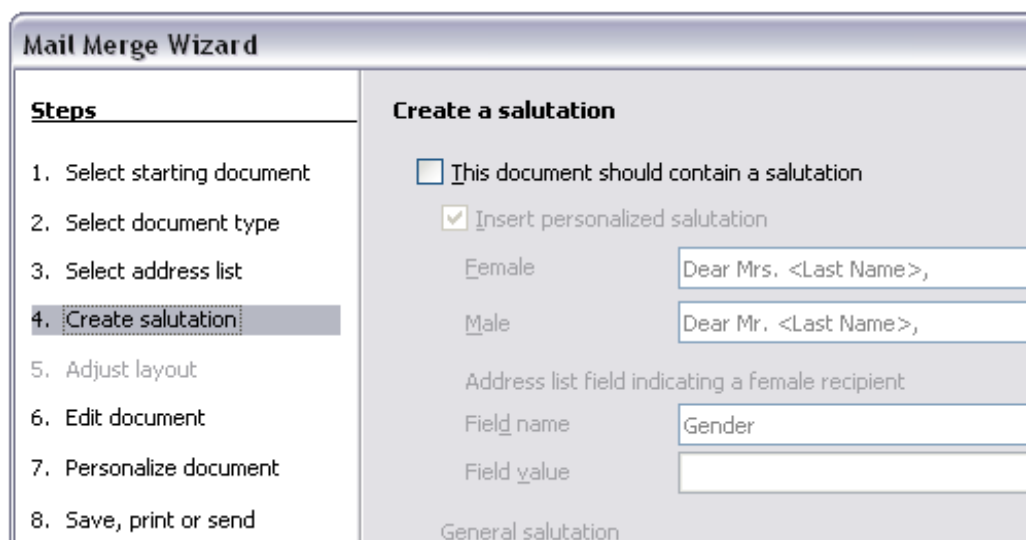 Mail Merge Wizard
Steps
1. Select starting document
2. Select document type
3. Select address list
4. Create salutation
5. Adjust layout
6. Edit document
7. Personalize document
8. Save, print or send
Create a salutation
This document should contain a salutation
Insert personalized salutation
Female
Dear Mrs. <Last Name>,
Male
Dear Mr. <Last Name>,
Address list field indicating a female recipient
Field name
Gender
Field value
General salutation